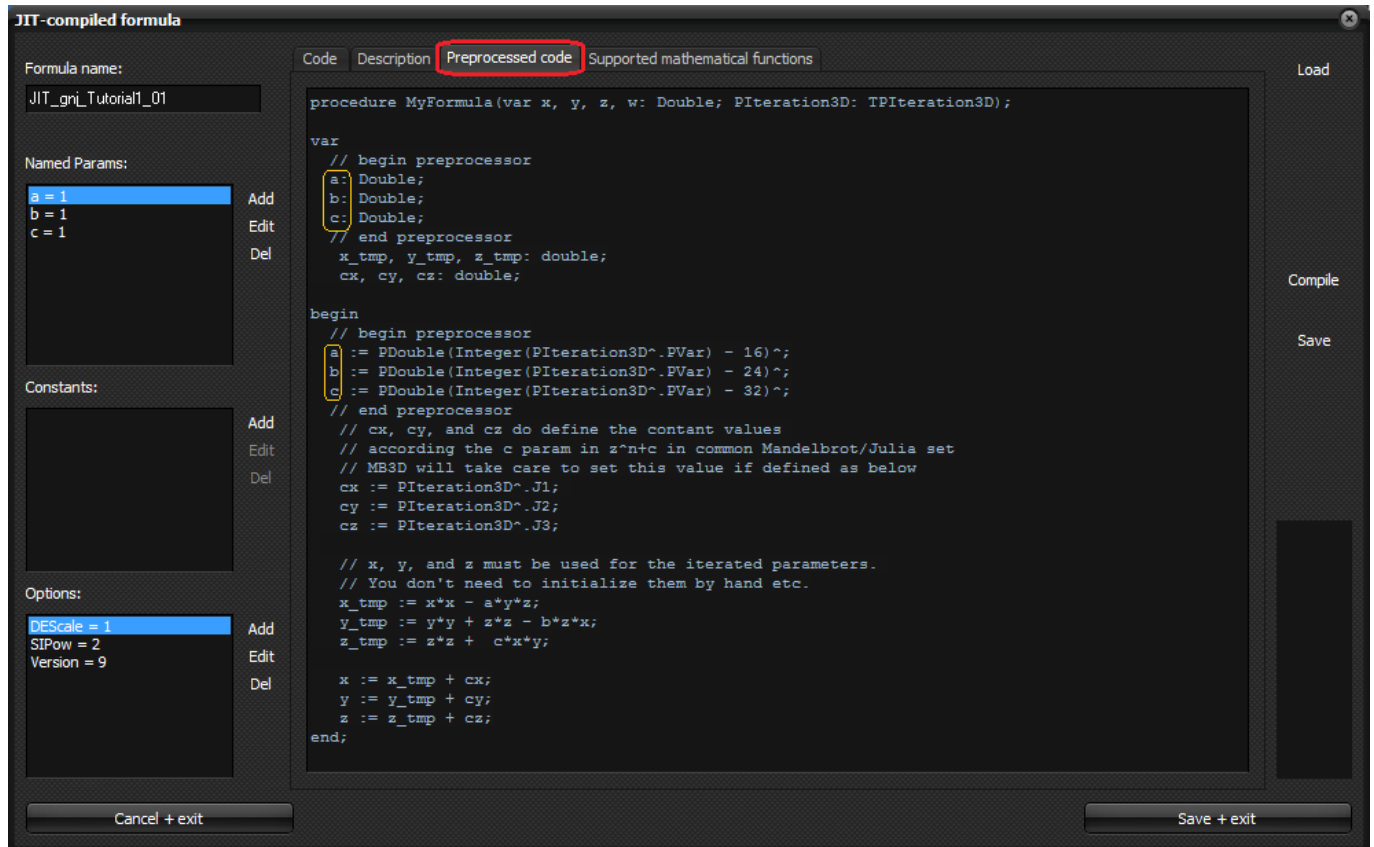 JIT-compiled formula
Formula name:
JIT_gnj_Tutorial1_01
Named Params:
a = 1
b = 1
c = 1
Add
Edit
Del
Constants:
Add
Edit
Del
Options:
DEScale = 1
SIPow = 2
Version = 9
Add
Edit
Del
Cancel + exit
Code Description Preprocessed code Supported mathematical functions
procedure MyFormula(var x, y, z, w: Double; PIteration3D: TPIteration3D);
var
// begin preprocessor
a: Double;
b: Double;
c: Double;
// end preprocessor
x_tmp, y_tmp, z_tmp: double;
cx, cy, cz: double;
begin
// begin preprocessor
a := PDouble(Integer(PIteration3D^.PVar) - 16)^;
b := PDouble(Integer(PIteration3D^.PVar) - 24)^;
c := PDouble(Integer(PIteration3D^.PVar) - 32)^;
// end preprocessor
// cx, cy, and cz do define the contant values
// according the c param in z^n+c in common Mandelbrot/Julia set
// MB3D will take care to set this value if defined as below
cx := PIteration3D^.J1;
cy := PIteration3D^.J2;
cz := PIteration3D^.J3;
// x, y, and z must be used for the iterated parameters.
// You don't need to initialize them by hand etc.
x_tmp := x*x - a*y*z;
y_tmp := y*y + z*z - b*z*x;
z_tmp := z*z +  c*x*y;
x := x_tmp + cx;
y := y_tmp + cy;
z := z_tmp + cz;
end;
Load
Compile
Save
Save + exit